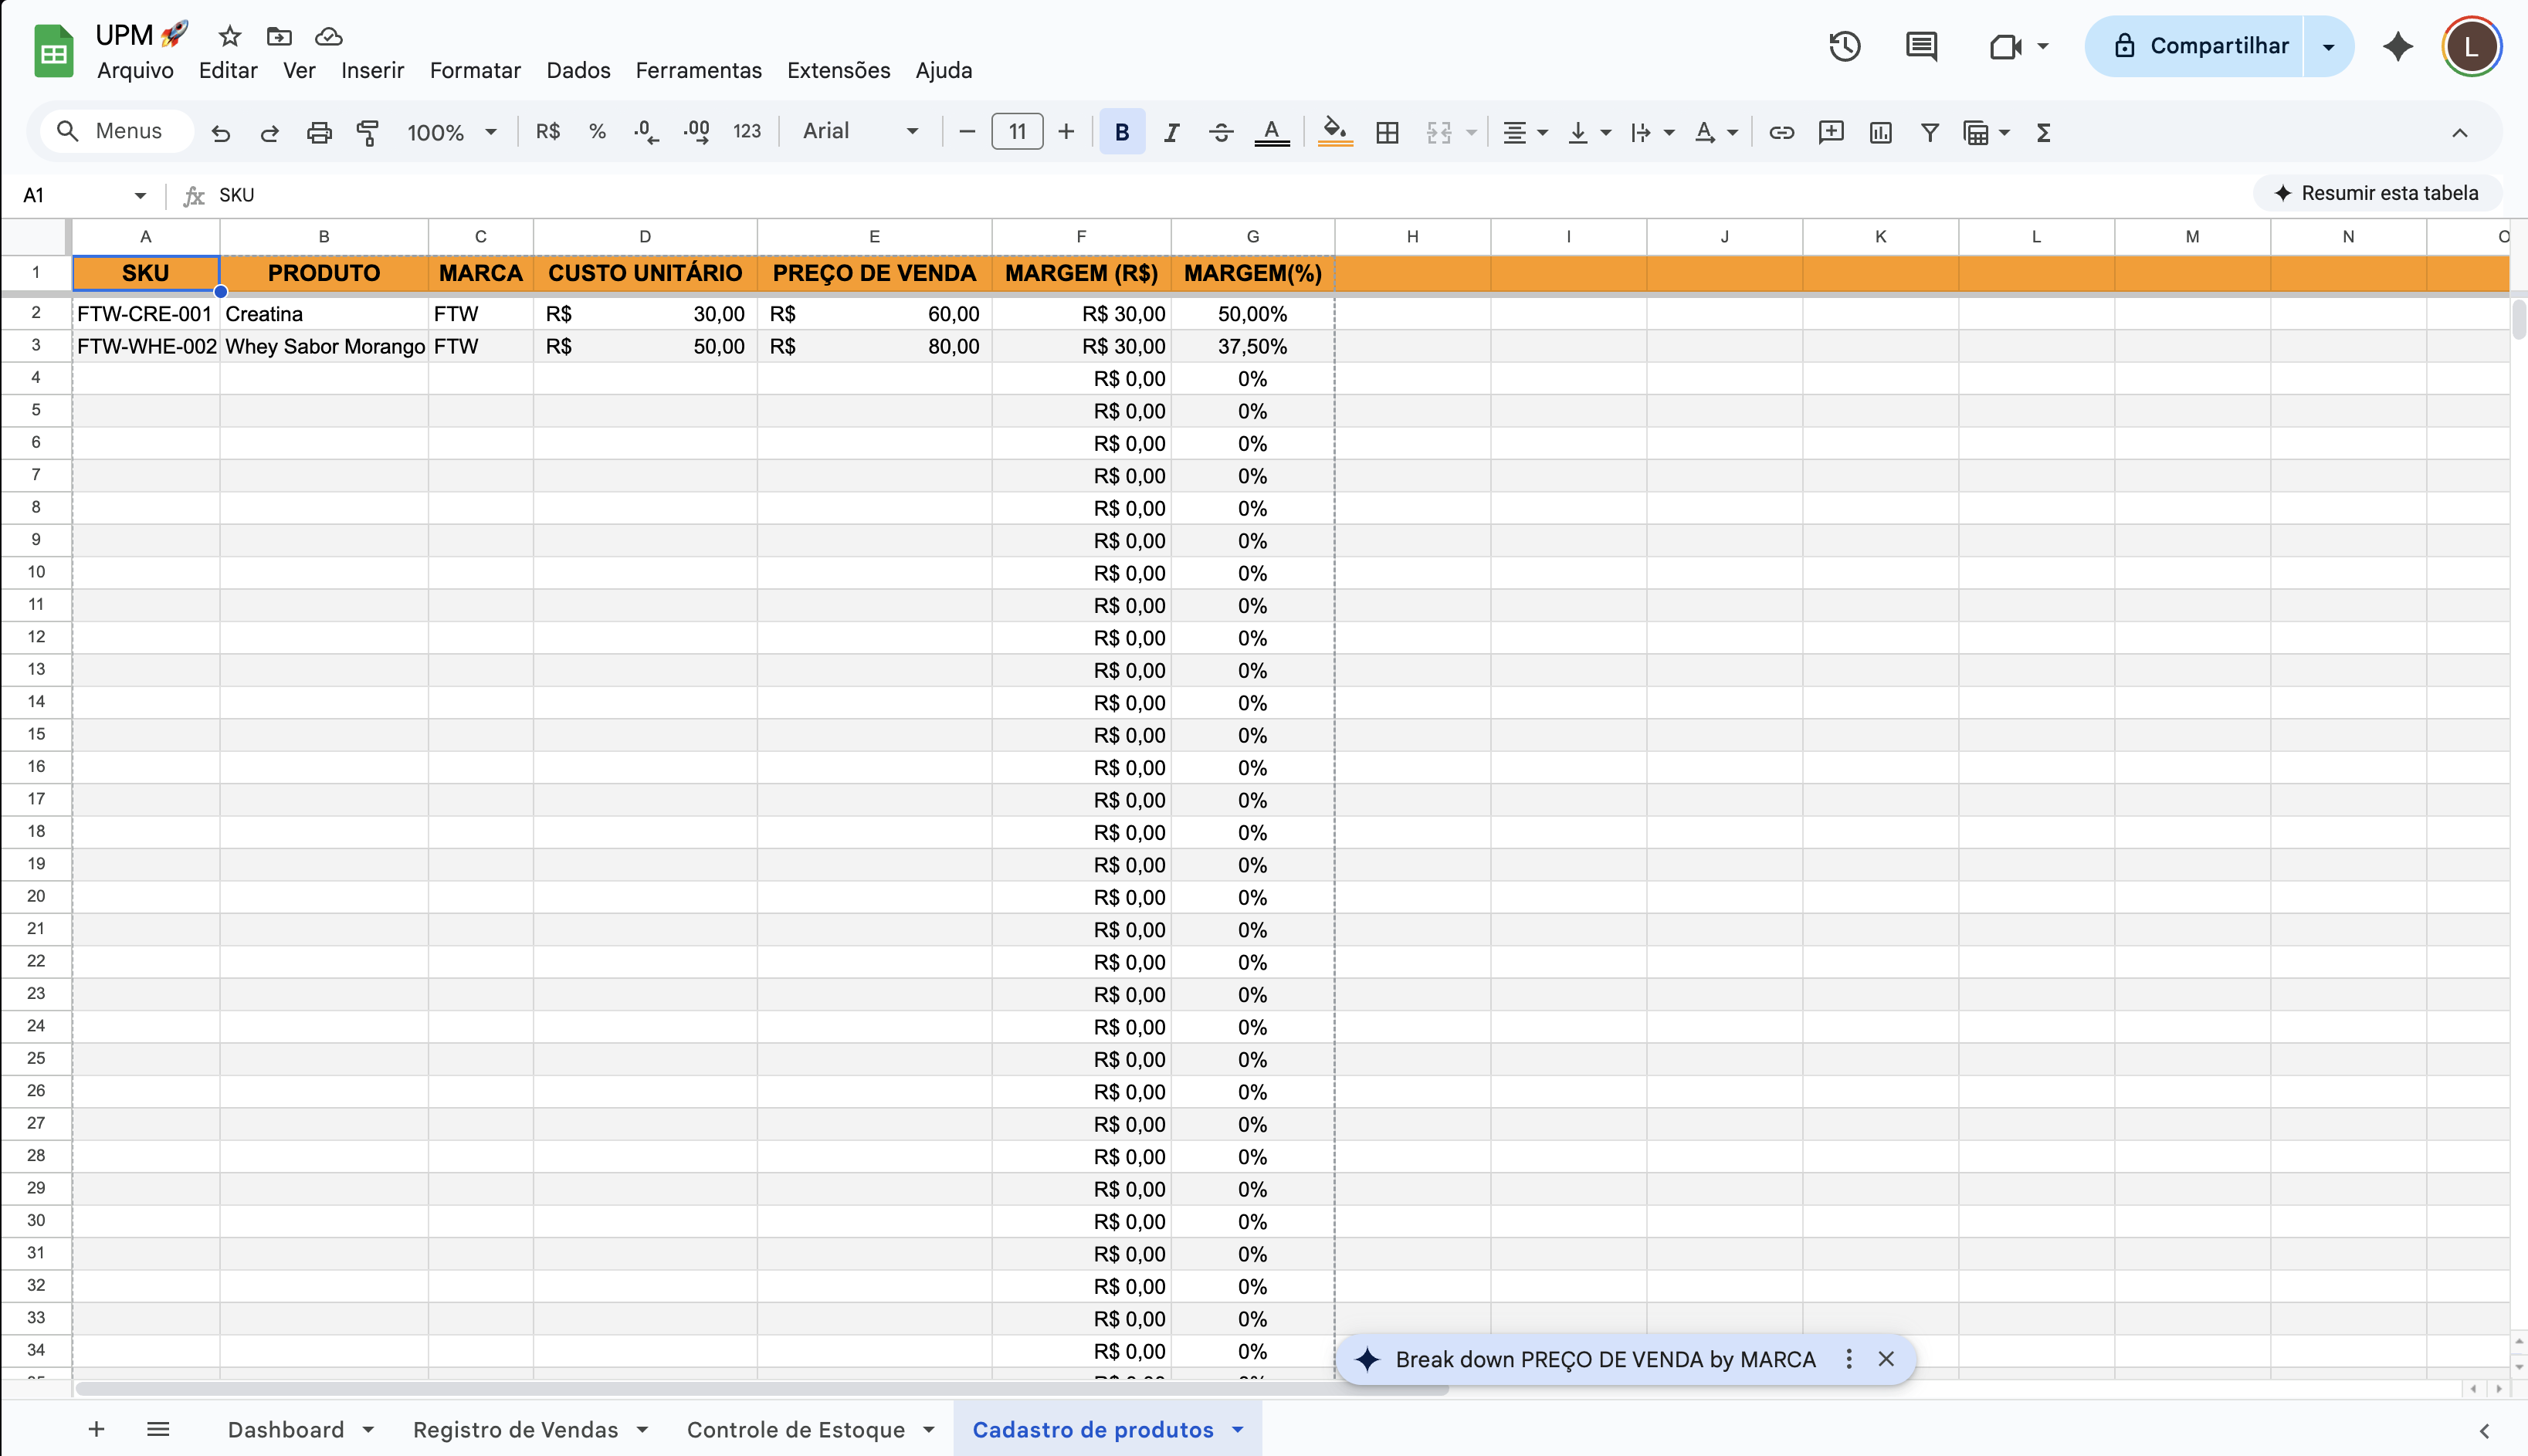 UPM 🚀
Arquivo Editar Ver Inserir Formatar Dados Ferramentas Extensões Ajuda
Compartilhar
L
Menus 100% R$ % .0 .00 123 Arial 11 B I A A Σ
A1 fx SKU
Resumir esta tabela
A B C D E F G H I J K L M N O
1 SKU PRODUTO MARCA CUSTO UNITÁRIO PREÇO DE VENDA MARGEM (R$) MARGEM(%)
2 FTW-CRE-001 Creatina FTW R$ 30,00 R$ 60,00 R$ 30,00 50,00%
3 FTW-WHE-002 Whey Sabor Morango FTW R$ 50,00 R$ 80,00 R$ 30,00 37,50%
4 R$ 0,00 0%
5 R$ 0,00 0%
6 R$ 0,00 0%
7 R$ 0,00 0%
8 R$ 0,00 0%
9 R$ 0,00 0%
10 R$ 0,00 0%
11 R$ 0,00 0%
12 R$ 0,00 0%
13 R$ 0,00 0%
14 R$ 0,00 0%
15 R$ 0,00 0%
16 R$ 0,00 0%
17 R$ 0,00 0%
18 R$ 0,00 0%
19 R$ 0,00 0%
20 R$ 0,00 0%
21 R$ 0,00 0%
22 R$ 0,00 0%
23 R$ 0,00 0%
24 R$ 0,00 0%
25 R$ 0,00 0%
26 R$ 0,00 0%
27 R$ 0,00 0%
28 R$ 0,00 0%
29 R$ 0,00 0%
30 R$ 0,00 0%
31 R$ 0,00 0%
32 R$ 0,00 0%
33 R$ 0,00 0%
34 R$ 0,00 0%
Break down PREÇO DE VENDA by MARCA
Dashboard Registro de Vendas Controle de Estoque Cadastro de produtos